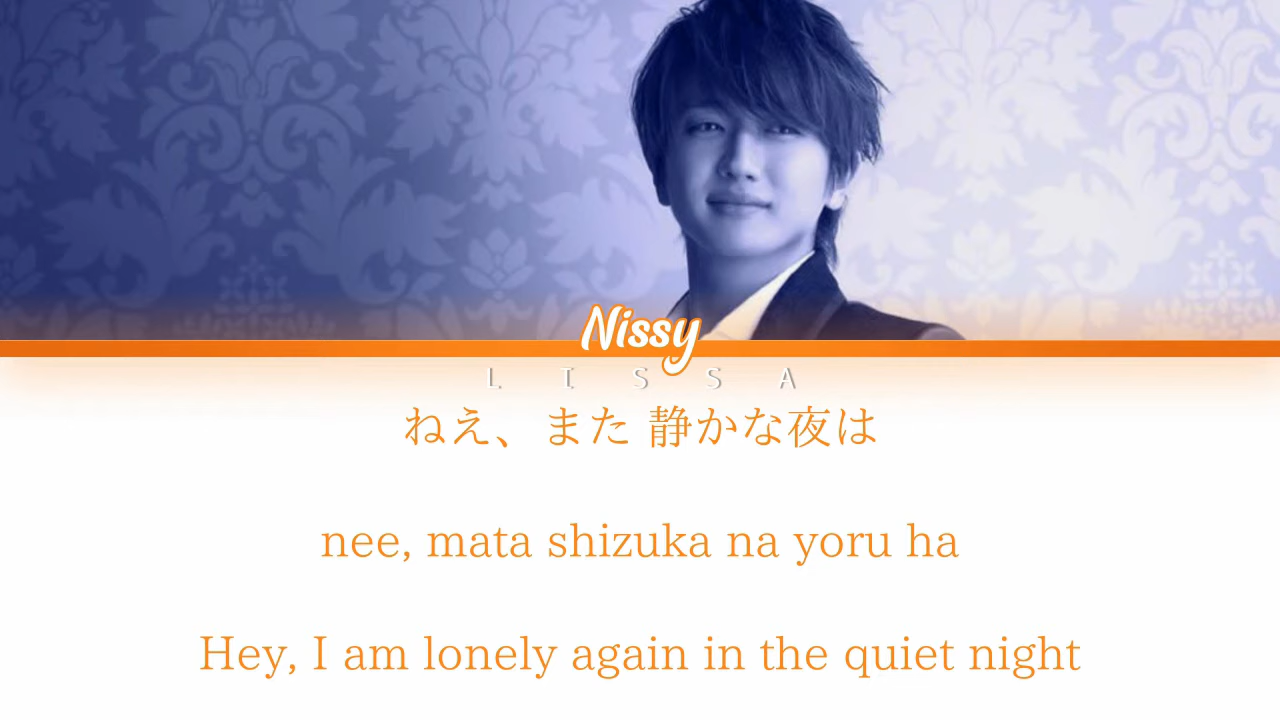 Nissy
LISSA
ねえ、また 静かな夜は
nee, mata shizuka na yoru ha
Hey, I am lonely again in the quiet night